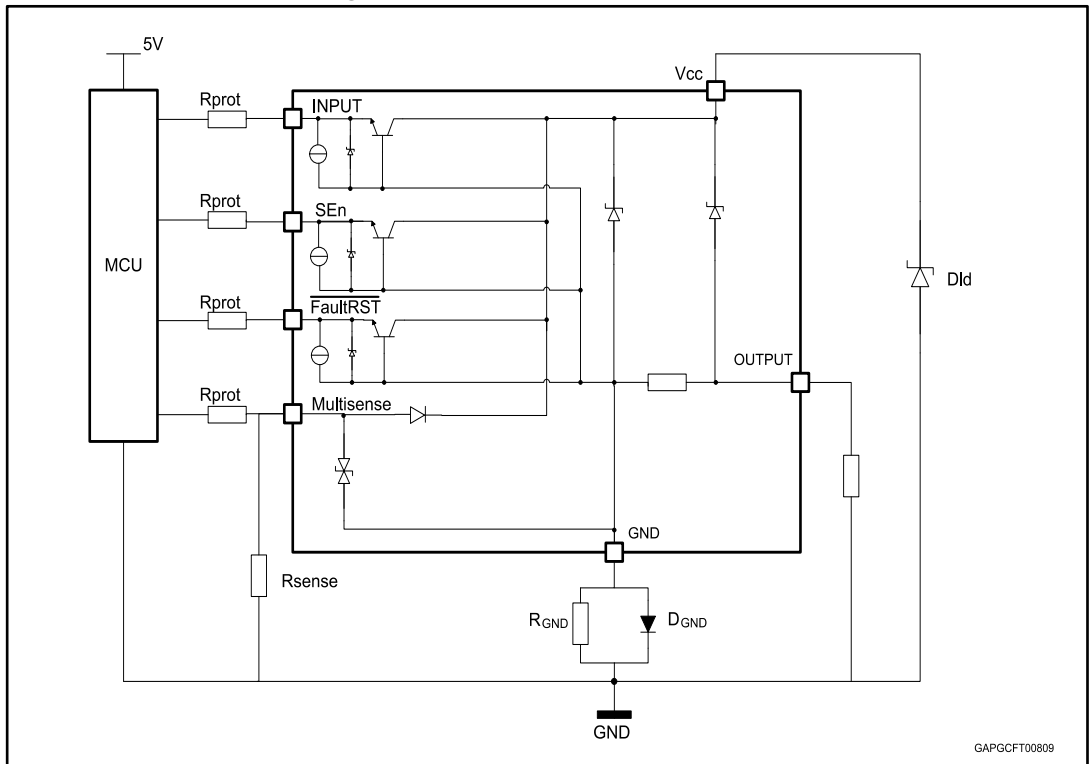 5V
Vcc
Rprot
INPUT
Rprot
SEn
MCU
Dld
Rprot
FaultRST
OUTPUT
Rprot
Multisense
GND
Rsense
RGND
DGND
GND
GAPGCFT00809